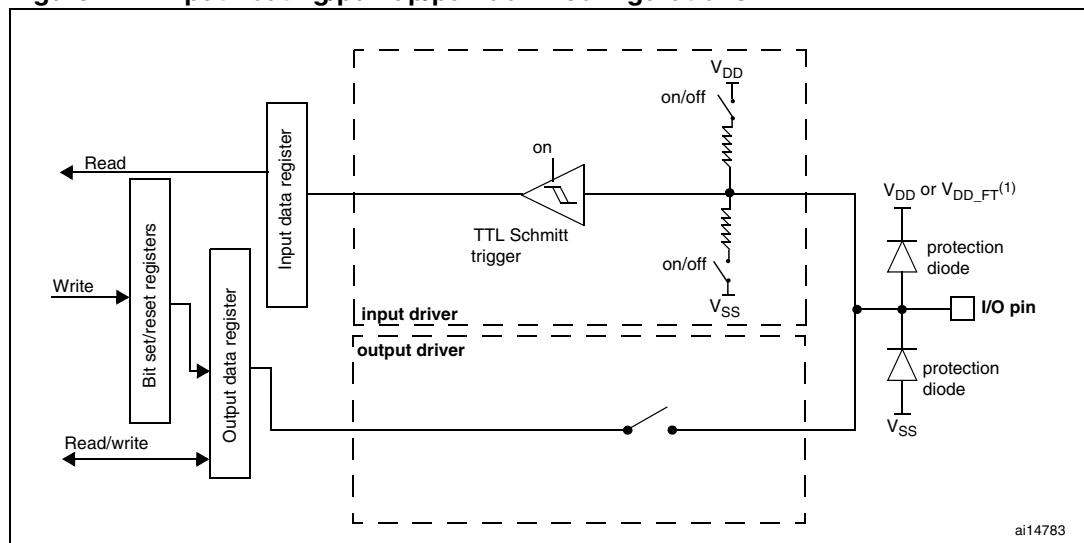 V_DD
on/off
on
Read
Input data register
TTL Schmitt
trigger
V_DD or V_DD_FT(1)
protection
diode
on/off
V_SS
Write
Bit set/reset registers
Output data register
input driver
output driver
I/O pin
protection
diode
V_SS
Read/write
ai14783